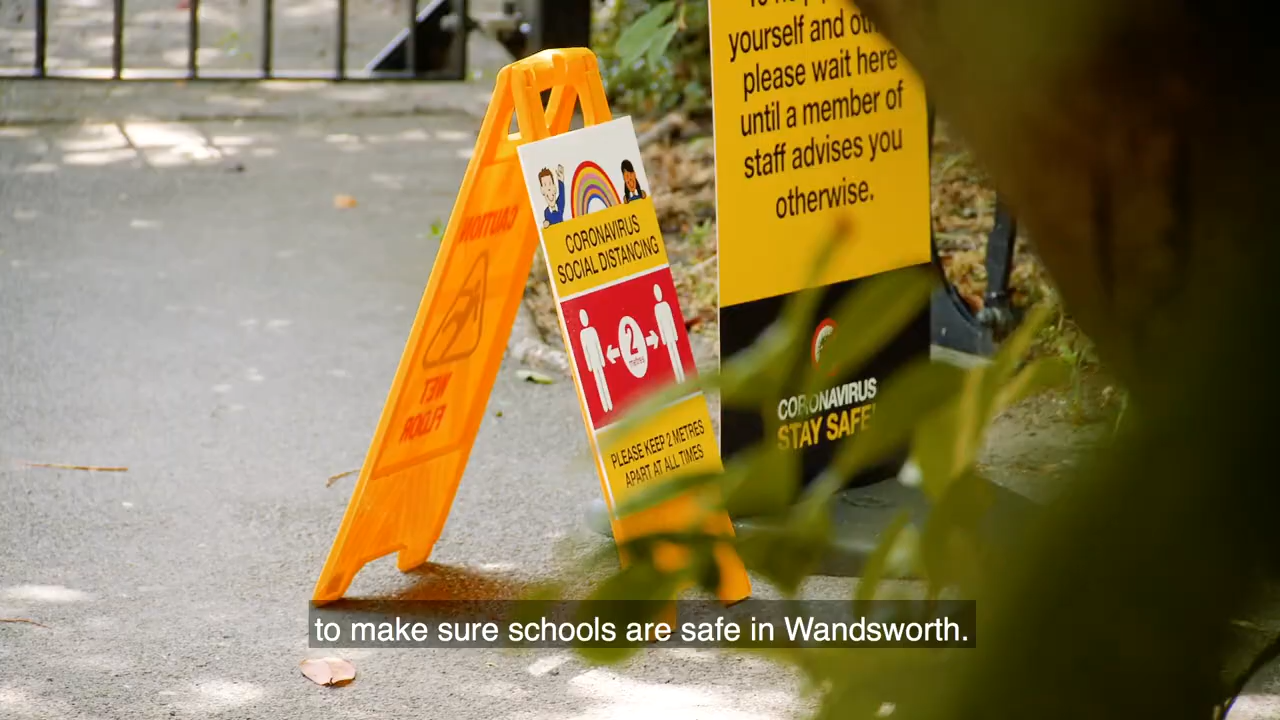 yourself and
please wait here
until a member of
staff advises you
otherwise.
CORONAVIRUS
STAY SAFE
CORONAVIRUS
SOCIAL DISTANCING
2
metres
PLEASE KEEP 2 METRES
APART AT ALL TIMES
CAUTION
WET
FLOOR
to make sure schools are safe in Wandsworth.